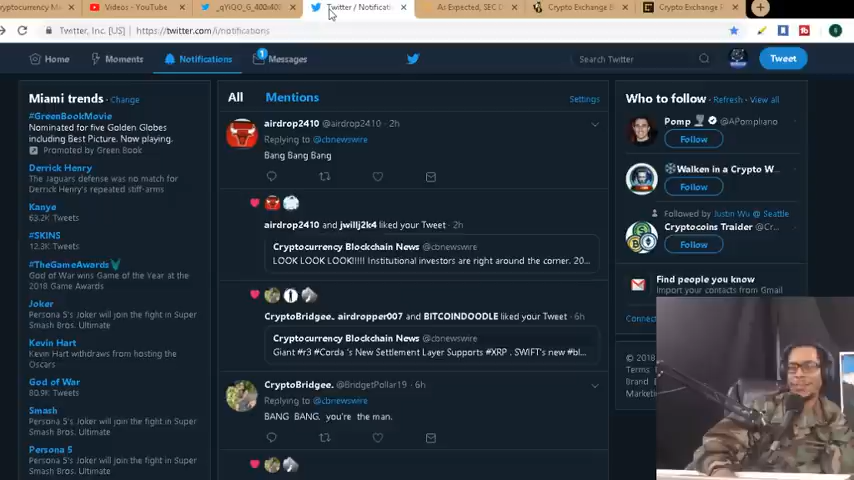 ryptocurrency M
Videos - YouTube
_qYIQO_G_400x40
Twitter / Notificati
As Expected, SEC D
Crypto Exchange B
Crypto Exchange
Twitter, Inc. [US]
https://twitter.com/i/notifications
Home
Moments
Notifications
1
Messages
Search Twitter
Tweet
Miami trends · Change
#GreenBookMovie
Nominated for five Golden Globes
including Best Picture. Now playing.
Promoted by Green Book
Derrick Henry
The Jaguars defense was no match for
Derrick Henry's repeated stiff-arms
Kanye
63.2K Tweets
#SKINS
12.3K Tweets
#TheGameAwards
God of War wins Game of the Year at the
2018 Game Awards
Joker
Persona 5's Joker will join the fight in Super
Smash Bros. Ultimate
Kevin Hart
Kevin Hart withdraws from hosting the
Oscars
God of War
80.9K Tweets
Smash
Persona 5's Joker will join the fight in Super
Smash Bros. Ultimate
Persona 5
Persona 5's Joker will join the fight in Super
Smash Bros. Ultimate
All
Mentions
Settings
airdrop2410 @airdrop2410 · 2h
Replying to @cbnewswire
Bang Bang Bang
airdrop2410 and jwillj2k4 liked your Tweet · 2h
Cryptocurrency Blockchain News @cbnewswire
LOOK LOOK LOOK!!!! Institutional investors are right around the corner. 20...
CryptoBridgee., airdropper007 and BITCOINDOODLE liked your Tweet · 6h
Cryptocurrency Blockchain News @cbnewswire
Giant #r3 #Corda 's New Settlement Layer Supports #XRP . SWIFT's new #bl...
CryptoBridgee. @BridgetPollar19 · 6h
Replying to @cbnewswire
BANG BANG. you're the man.
Who to follow · Refresh · View all
Pomp @APompliano
Follow
Walken in a Crypto W...
Follow
Followed by Justin Wu @ Seattle
Cryptocoins Traider @Cr...
Follow
Find people you know
Import your contacts from Gmail
Connect
© 2018
Terms
Brand
Market